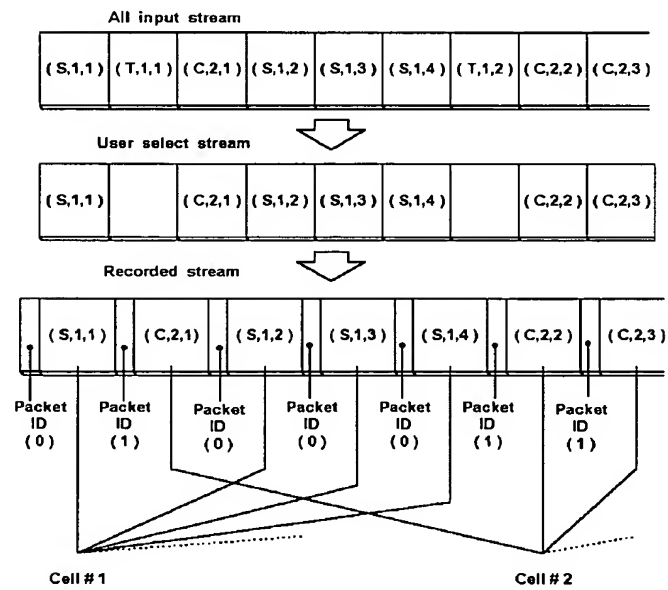 All input stream
(S,1,1) (T,1,1) (C,2,1) (S,1,2) (S,1,3) (S,1,4) (T,1,2) (C,2,2) (C,2,3)
User select stream
(S,1,1) (C,2,1) (S,1,2) (S,1,3) (S,1,4) (C,2,2) (C,2,3)
Recorded stream
(S,1,1) (C,2,1) (S,1,2) (S,1,3) (S,1,4) (C,2,2) (C,2,3)
Packet Packet Packet Packet Packet Packet Packet
ID ID ID ID ID ID ID
(0) (1) (0) (0) (0) (1) (1)
Cell #1 Cell #2